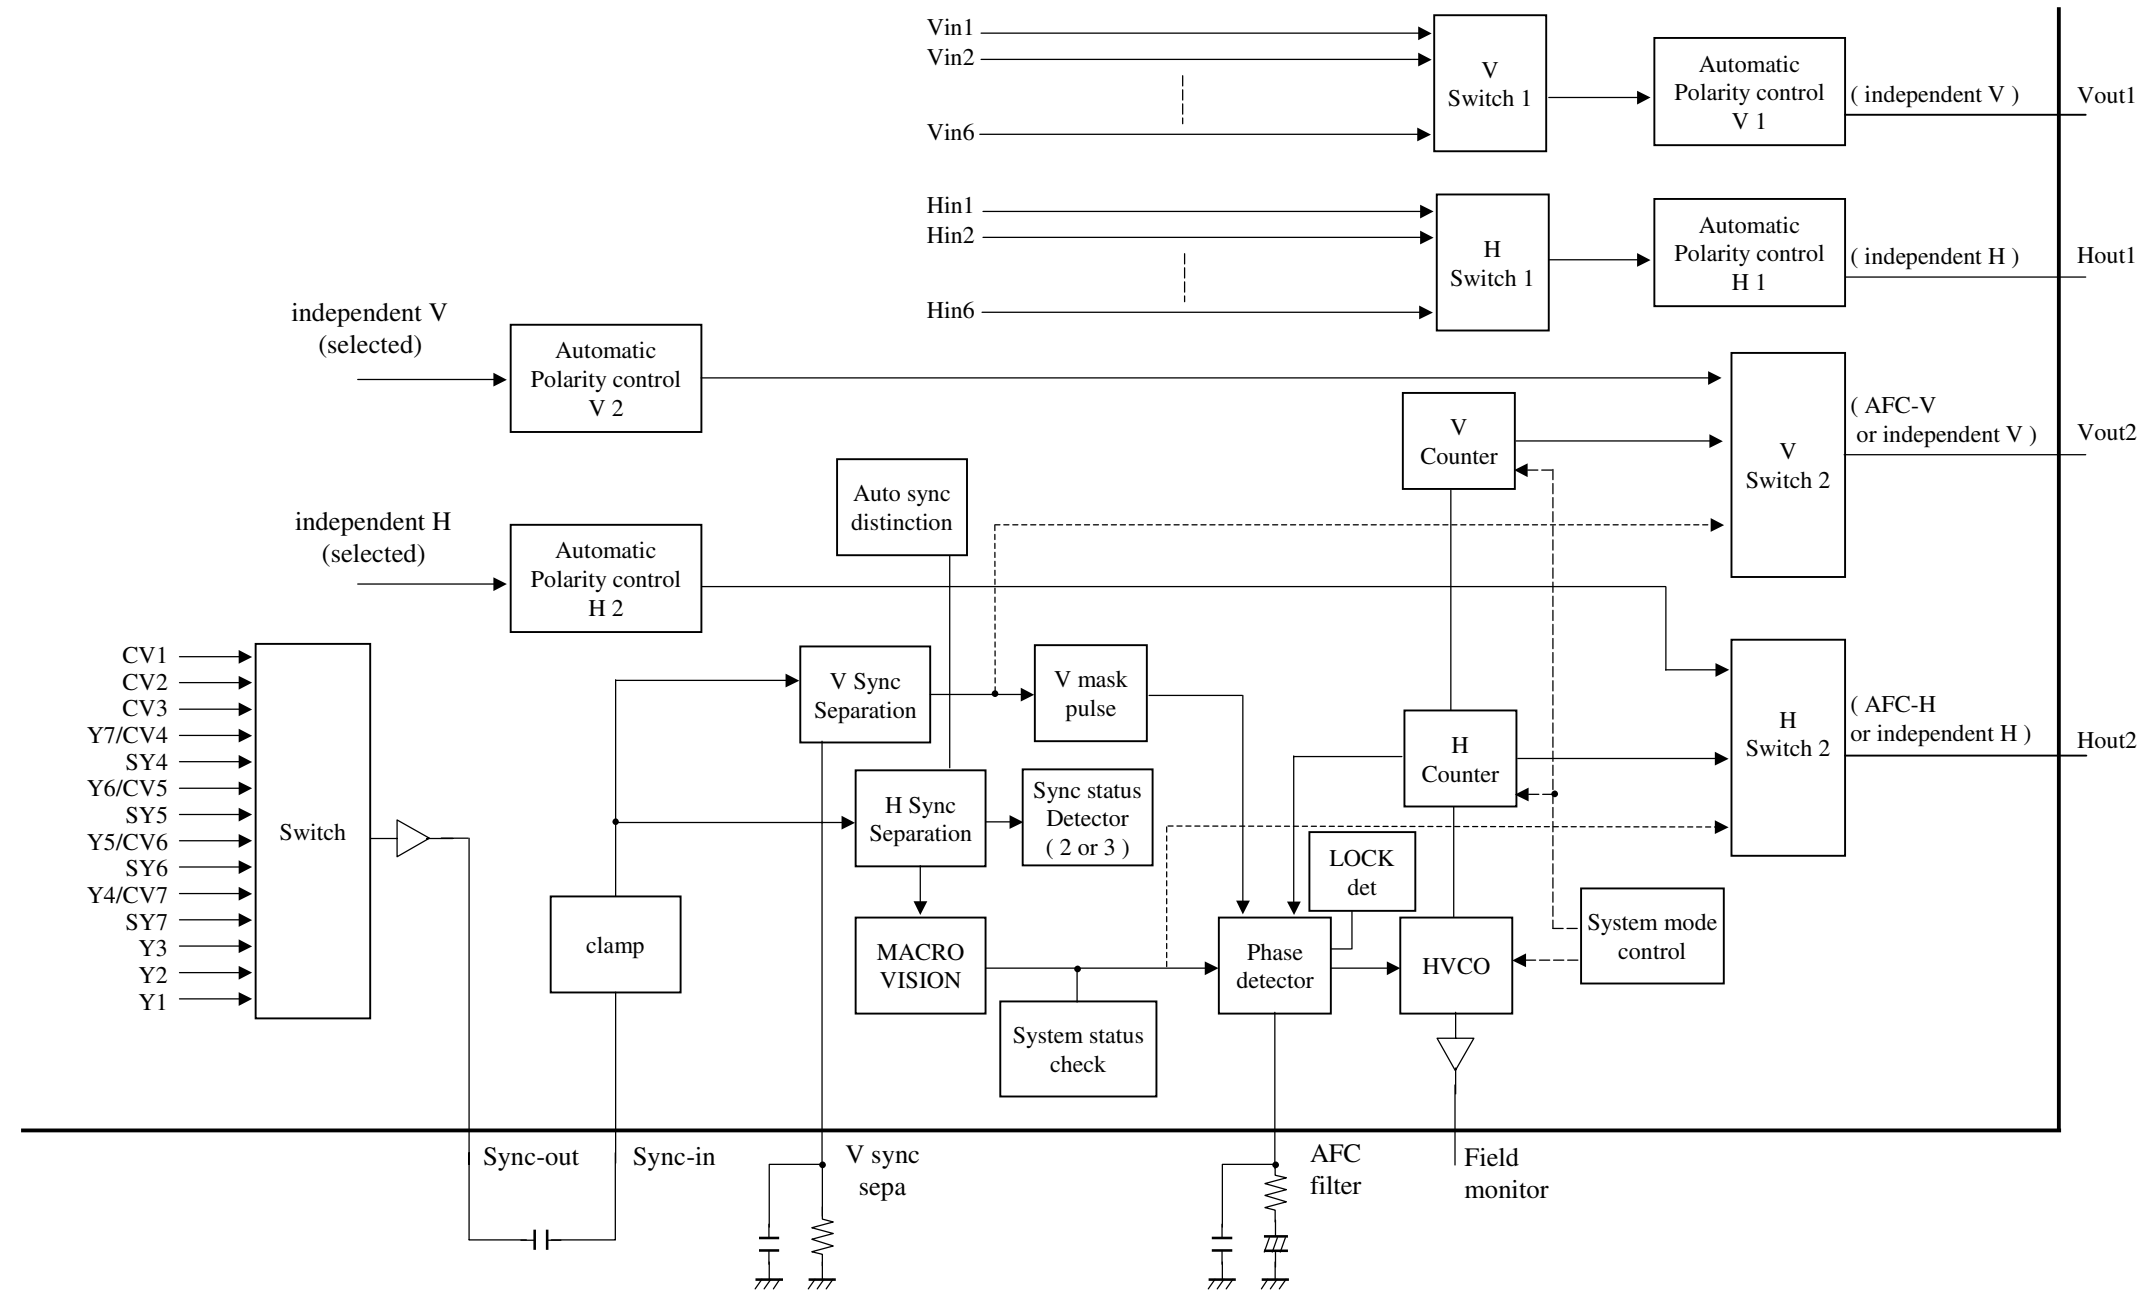 Vin1
Vin2
Vin6
V
Switch 1
Automatic
Polarity control
V 1
( independent V )
Vout1
Hin1
Hin2
Hin6
H
Switch 1
Automatic
Polarity control
H 1
( independent H )
Hout1
independent V
(selected)
Automatic
Polarity control
V 2
V
Counter
V
Switch 2
( AFC-V
or independent V )
Vout2
Auto sync
distinction
independent H
(selected)
Automatic
Polarity control
H 2
CV1
CV2
CV3
Y7/CV4
SY4
Y6/CV5
SY5
Y5/CV6
SY6
Y4/CV7
SY7
Y3
Y2
Y1
Switch
clamp
V Sync
Separation
V mask
pulse
H Sync
Separation
Sync status
Detector
( 2 or 3 )
H
Counter
H
Switch 2
( AFC-H
or independent H )
Hout2
LOCK
det
MACRO
VISION
System status
check
Phase
detector
HVCO
System mode
control
Sync-out
Sync-in
V sync
sepa
AFC
filter
Field
monitor